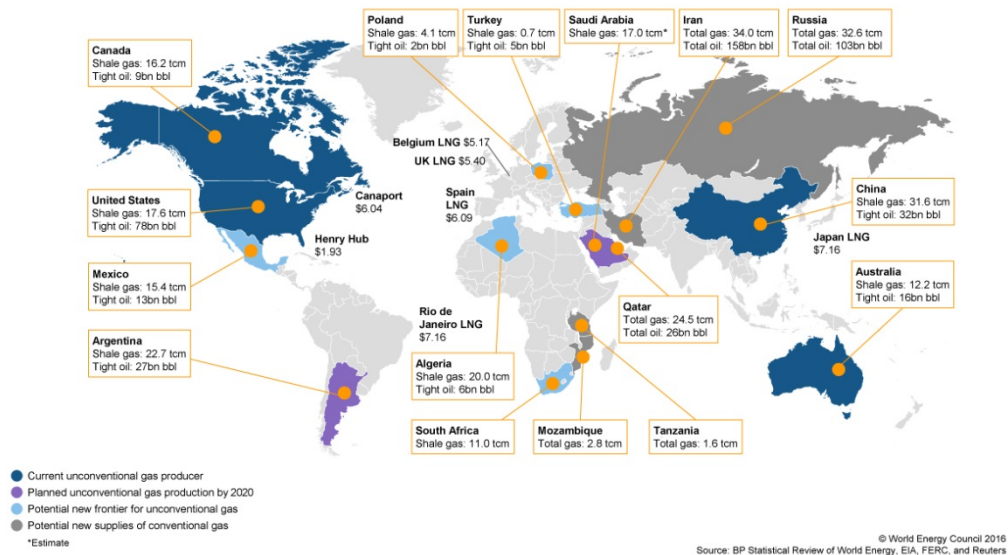 Canada
Shale gas: 16.2 tcm
Tight oil: 9bn bbl
Poland
Shale gas: 4.1 tcm
Tight oil: 2bn bbl
Turkey
Shale gas: 0.7 tcm
Tight oil: 5bn bbl
Saudi Arabia
Shale gas: 17.0 tcm*
Iran
Total gas: 34.0 tcm
Total oil: 158bn bbl
Russia
Total gas: 32.6 tcm
Total oil: 103bn bbl
Belgium LNG $5.17
UK LNG $5.40
Spain
LNG
$6.09
Canaport
$6.04
United States
Shale gas: 17.6 tcm
Tight oil: 78bn bbl
Henry Hub
$1.93
China
Shale gas: 31.6 tcm
Tight oil: 32bn bbl
Japan LNG
$7.16
Mexico
Shale gas: 15.4 tcm
Tight oil: 13bn bbl
Australia
Shale gas: 12.2 tcm
Tight oil: 16bn bbl
Rio de
Janeiro LNG
$7.16
Qatar
Total gas: 24.5 tcm
Total oil: 26bn bbl
Argentina
Shale gas: 22.7 tcm
Tight oil: 27bn bbl
Algeria
Shale gas: 20.0 tcm
Tight oil: 6bn bbl
South Africa
Shale gas: 11.0 tcm
Mozambique
Total gas: 2.8 tcm
Tanzania
Total gas: 1.6 tcm
Current unconventional gas producer
Planned unconventional gas production by 2020
Potential new frontier for unconventional gas
Potential new supplies of conventional gas
*Estimate
© World Energy Council 2016
Source: BP Statistical Review of World Energy, EIA, FERC, and Reuters